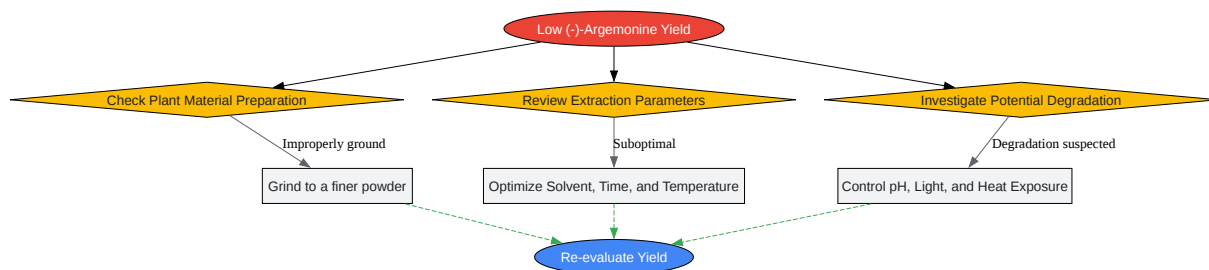 Low (-)-Argemonine Yield
Check Plant Material Preparation
Review Extraction Parameters
Investigate Potential Degradation
Improperly ground
Suboptimal
Degradation suspected
Grind to a finer powder
Optimize Solvent, Time, and Temperature
Control pH, Light, and Heat Exposure
Re-evaluate Yield